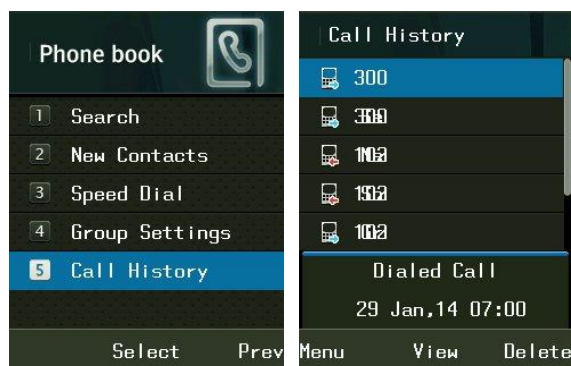 Phone book
1 Search
2 New Contacts
3 Speed Dial
4 Group Settings
5 Call History
Select Prev
Call History
300
Dialed Call
29 Jan,14 07:00
Menu View Delete